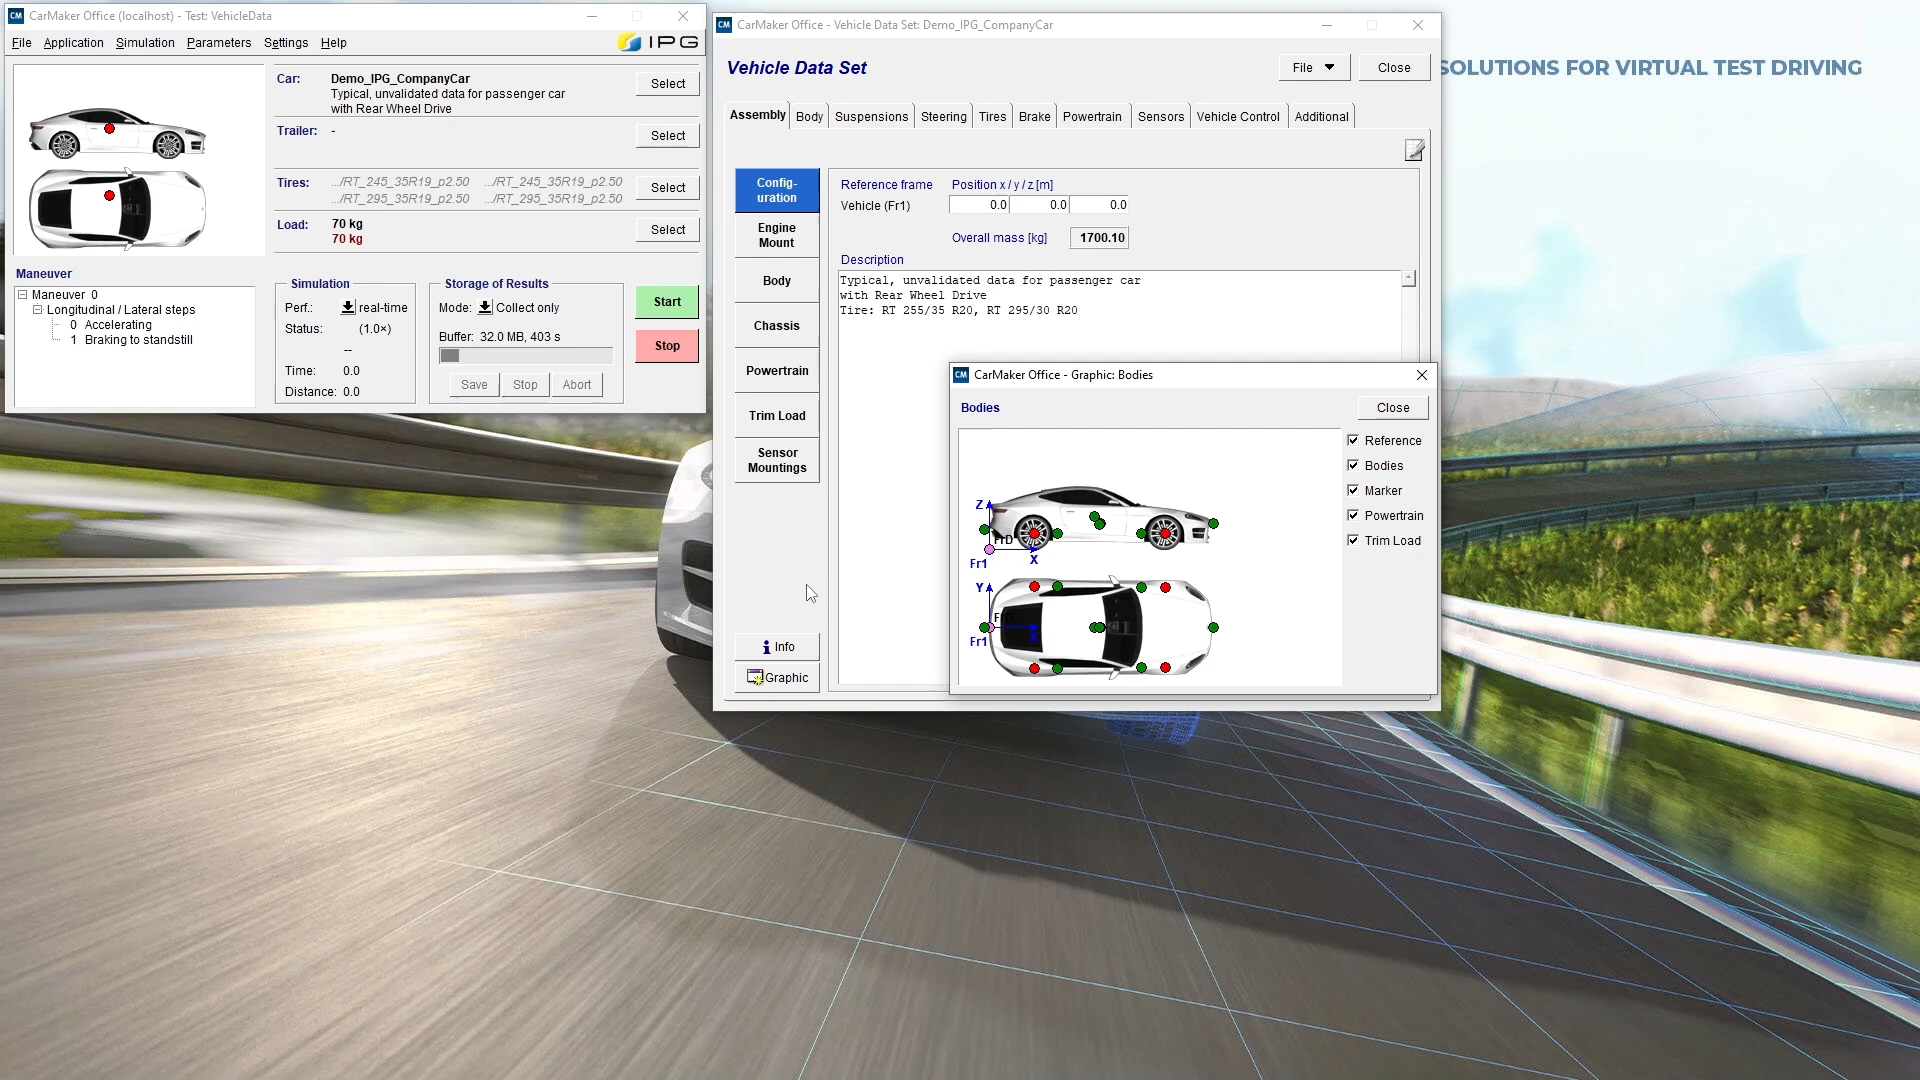 CarMaker Office (localhost) - Test: VehicleData
File Application Simulation Parameters Settings Help
IPG
Car: Demo_IPG_CompanyCar
Typical, unvalidated data for passenger car
with Rear Wheel Drive
Select
Trailer: -
Select
Tires: .../RT_245_35R19_p2.50 .../RT_245_35R19_p2.50
.../RT_295_35R19_p2.50 .../RT_295_35R19_p2.50
Select
Load: 70 kg
70 kg
Select
Maneuver
Maneuver 0
Longitudinal / Lateral steps
0 Accelerating
1 Braking to standstill
Simulation
Perf.: real-time
Status: (1.0×)
--
Time: 0.0
Distance: 0.0
Storage of Results
Mode: Collect only
Buffer: 32.0 MB, 403 s
Save Stop Abort
Start
Stop
CM CarMaker Office - Vehicle Data Set: Demo_IPG_CompanyCar
Vehicle Data Set
File Close
Assembly Body Suspensions Steering Tires Brake Powertrain Sensors Vehicle Control Additional
Config-
uration
Engine
Mount
Body
Chassis
Powertrain
Trim Load
Sensor
Mountings
Info
Graphic
Reference frame Position x / y / z [m]
Vehicle (Fr1) 0.0 0.0 0.0
Overall mass [kg] 1700.10
Description
Typical, unvalidated data for passenger car
with Rear Wheel Drive
Tire: RT 255/35 R20, RT 295/30 R20
CM CarMaker Office - Graphic: Bodies
Bodies
Close
Reference
Bodies
Marker
Powertrain
Trim Load
Z
FrD
X
Fr1
Y
FrD
X
Fr1
SOLUTIONS FOR VIRTUAL TEST DRIVING